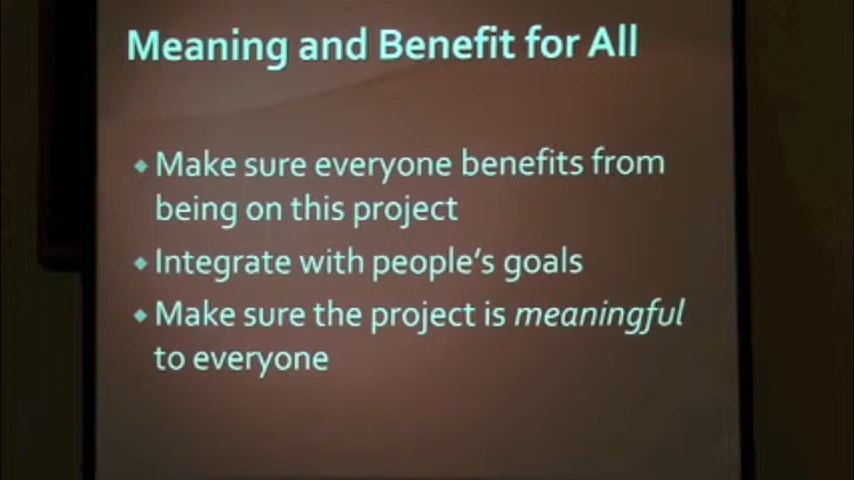 Meaning and Benefit for All
Make sure everyone benefits from
being on this project
Integrate with people's goals
Make sure the project is meaningful
to everyone